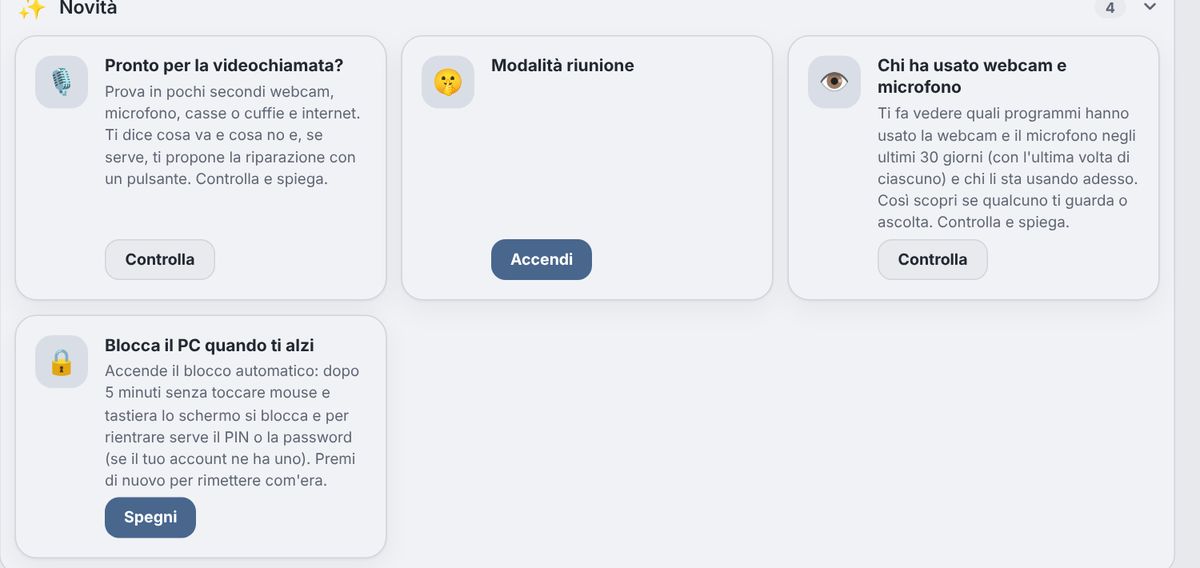 Novità
4
Pronto per la videochiamata?
Prova in pochi secondi webcam,
microfono, casse o cuffie e internet.
Ti dice cosa va e cosa no e, se
serve, ti propone la riparazione con
un pulsante. Controlla e spiega.
Controlla
Modalità riunione
Accendi
Chi ha usato webcam e
microfono
Ti fa vedere quali programmi hanno
usato la webcam e il microfono negli
ultimi 30 giorni (con l'ultima volta di
ciascuno) e chi li sta usando adesso.
Così scopri se qualcuno ti guarda o
ascolta. Controlla e spiega.
Controlla
Blocca il PC quando ti alzi
Accende il blocco automatico: dopo
5 minuti senza toccare mouse e
tastiera lo schermo si blocca e per
rientrare serve il PIN o la password
(se il tuo account ne ha uno). Premi
di nuovo per rimettere com'era.
Spegni